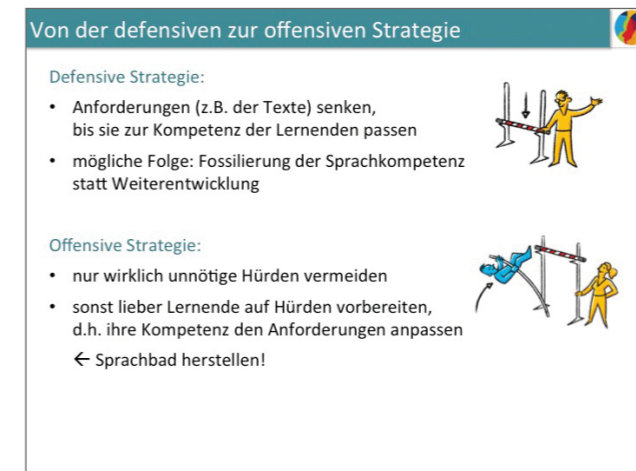 Von der defensiven zur offensiven Strategie
Defensive Strategie:
• Anforderungen (z.B. der Texte) senken,
bis sie zur Kompetenz der Lernenden passen
• mögliche Folge: Fossilierung der Sprachkompetenz
statt Weiterentwicklung
Offensive Strategie:
• nur wirklich unnötige Hürden vermeiden
• sonst lieber Lernende auf Hürden vorbereiten,
d.h. ihre Kompetenz den Anforderungen anpassen
← Sprachbad herstellen!